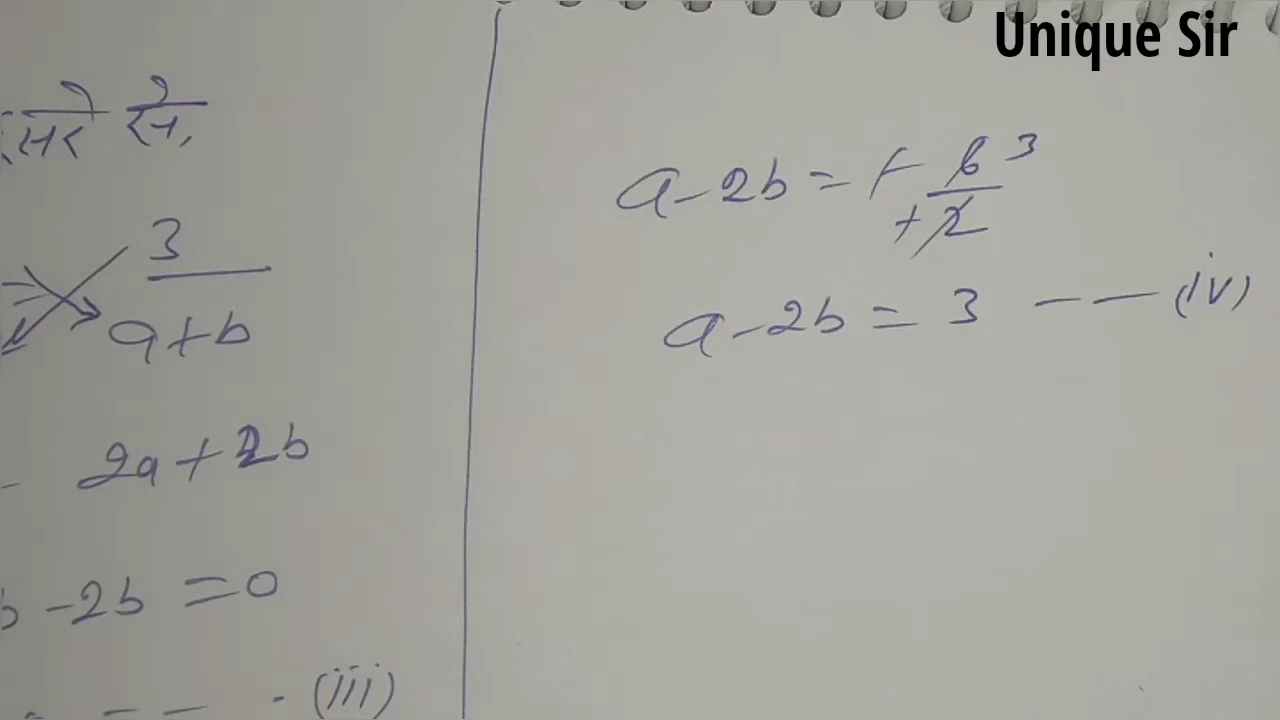 Unique Sir
3
a+b
2a+2b
-2b=0
- - - (iii)
a-2b = -6/-2 3
a-2b = 3 -- (iv)